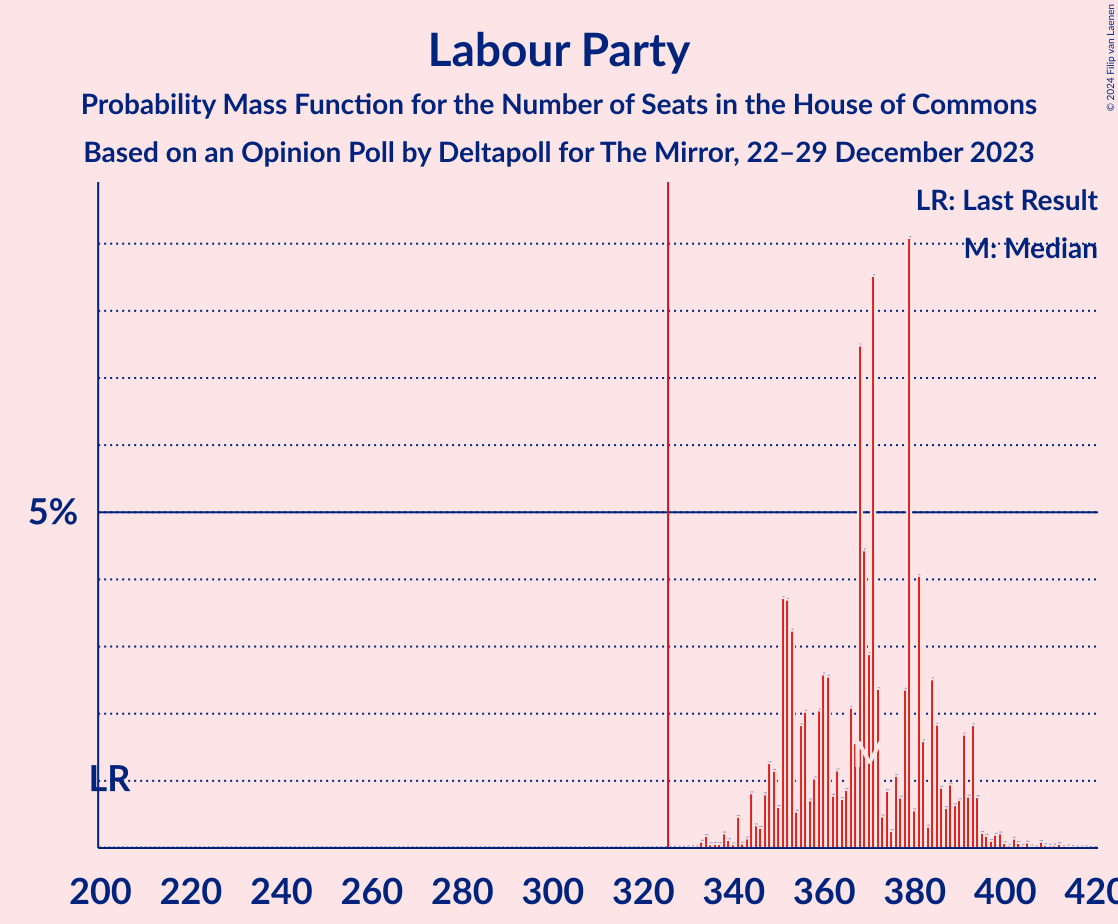 Labour Party
Probability Mass Function for the Number of Seats in the House of Commons
Based on an Opinion Poll by Deltapoll for The Mirror, 22–29 December 2023
© 2024 Filip van Laenen
LR: Last Result
M: Median
5%
LR
M
200 220 240 260 280 300 320 340 360 380 400 420